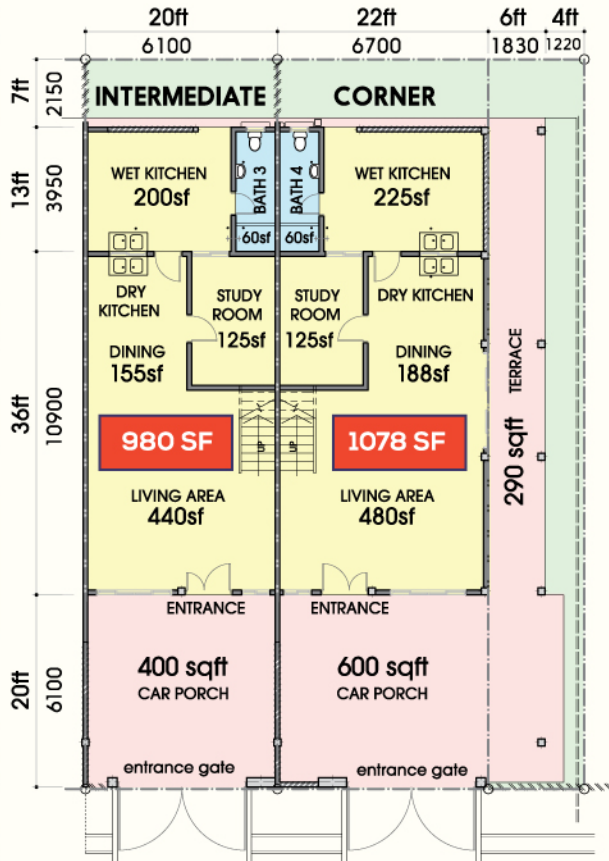 20ft 22ft 6ft 4ft
6100 6700 1830 1220
7ft 2150
INTERMEDIATE CORNER
13ft 3950
WET KITCHEN
200sf
BATH 3
60sf
BATH 4
60sf
WET KITCHEN
225sf
36ft 10900
DRY
KITCHEN
STUDY
ROOM
125sf
STUDY
ROOM
125sf
DRY KITCHEN
DINING
155sf
DINING
188sf
TERRACE
290 sqft
980 SF
UP
UP
1078 SF
LIVING AREA
440sf
LIVING AREA
480sf
ENTRANCE ENTRANCE
20ft 6100
400 sqft
CAR PORCH
600 sqft
CAR PORCH
entrance gate entrance gate